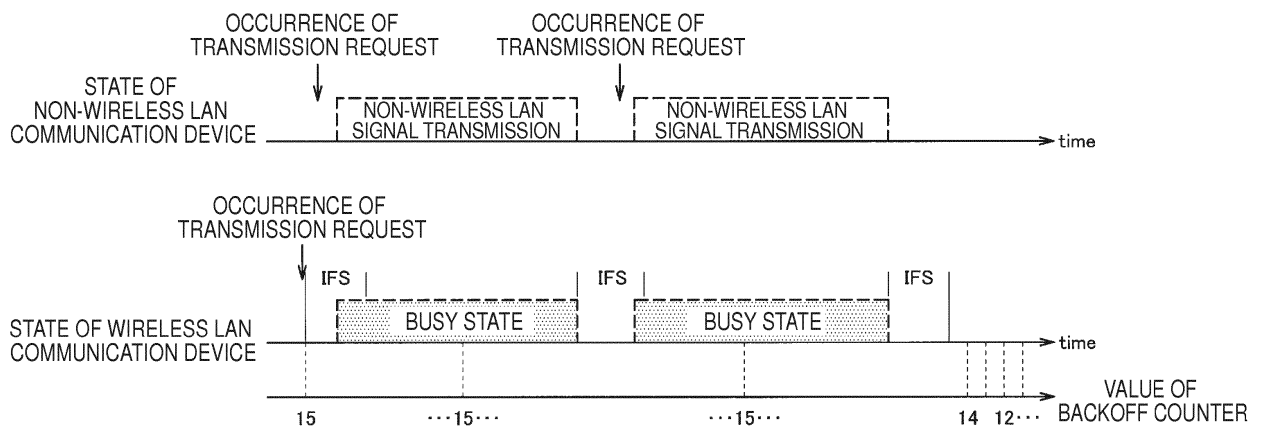 OCCURRENCE OF
TRANSMISSION REQUEST
OCCURRENCE OF
TRANSMISSION REQUEST
STATE OF
NON-WIRELESS LAN
COMMUNICATION DEVICE
NON-WIRELESS LAN
SIGNAL TRANSMISSION
NON-WIRELESS LAN
SIGNAL TRANSMISSION
time
OCCURRENCE OF
TRANSMISSION REQUEST
IFS
IFS
IFS
STATE OF WIRELESS LAN
COMMUNICATION DEVICE
BUSY STATE
BUSY STATE
time
15
···15···
···15···
14
12···
VALUE OF
BACKOFF COUNTER